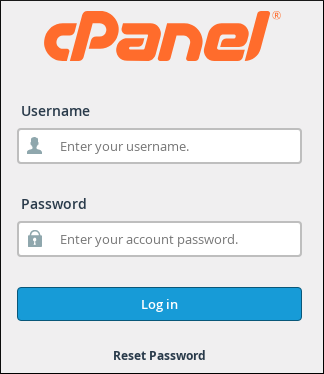 cPanel®
Username
Enter your username.
Password
Enter your account password.
Log in
Reset Password